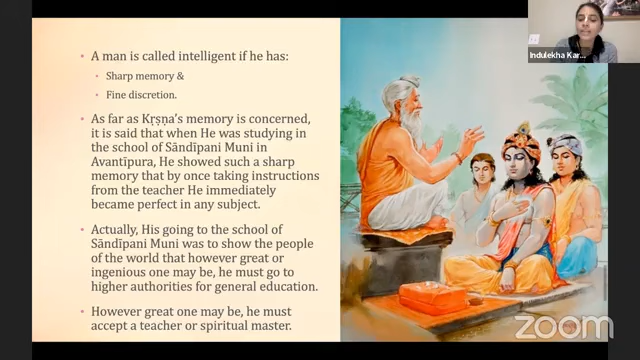 A man is called intelligent if he has:
Sharp memory &
Fine discretion.
As far as Kṛṣṇa's memory is concerned,
it is said that when He was studying in
the school of Sāndīpani Muni in
Avantīpura, He showed such a sharp
memory that by once taking instructions
from the teacher He immediately
became perfect in any subject.
Actually, His going to the school of
Sāndīpani Muni was to show the people
of the world that however great or
ingenious one may be, he must go to
higher authorities for general education.
However great one may be, he must
accept a teacher or spiritual master.
Indulekha Kar...
zoom